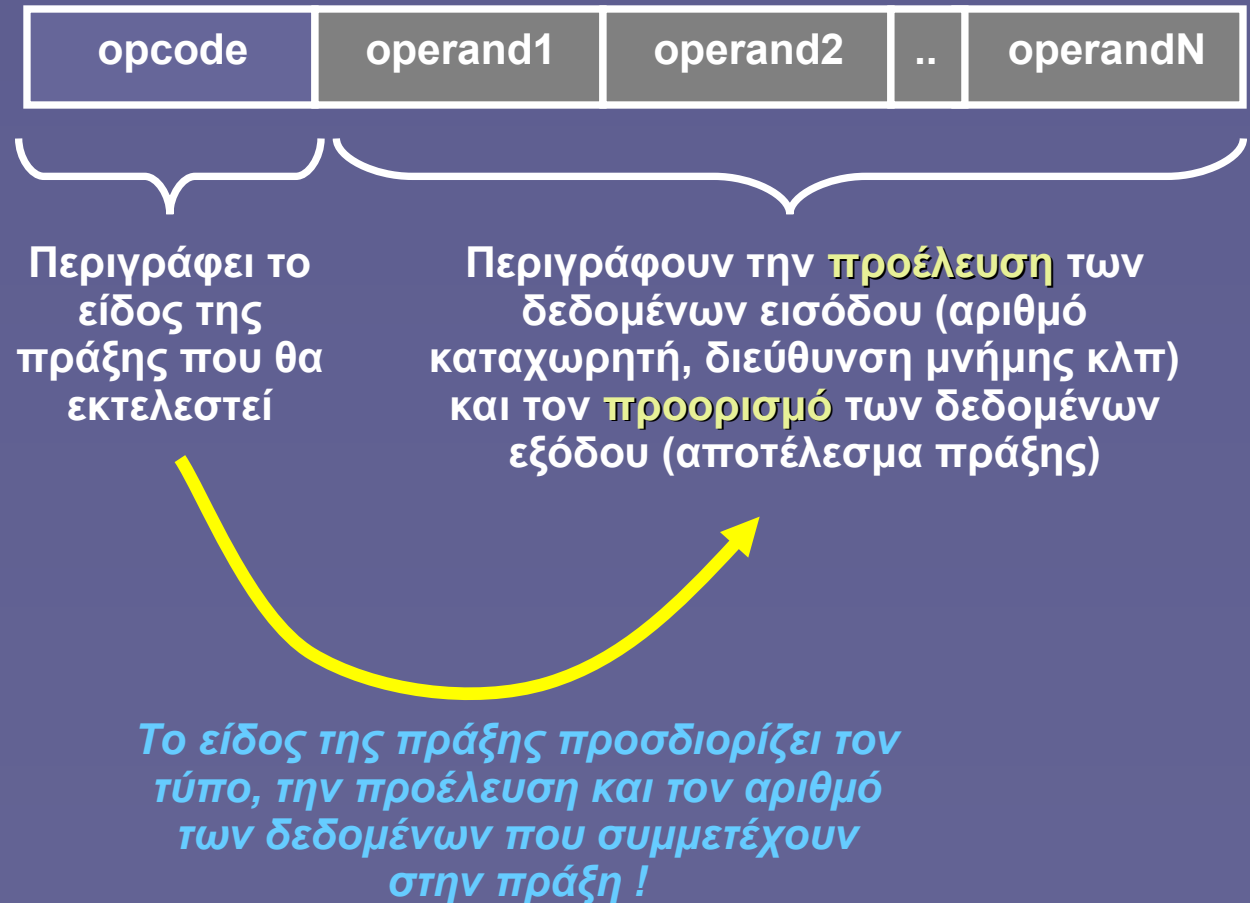 opcode operand1 operand2 .. operandN
Περιγράφει το
είδος της
πράξης που θα
εκτελεστεί
Περιγράφουν την προέλευση των
δεδομένων εισόδου (αριθμό
καταχωρητή, διεύθυνση μνήμης κλπ)
και τον προορισμό των δεδομένων
εξόδου (αποτέλεσμα πράξης)
Το είδος της πράξης προσδιορίζει τον
τύπο, την προέλευση και τον αριθμό
των δεδομένων που συμμετέχουν
στην πράξη !